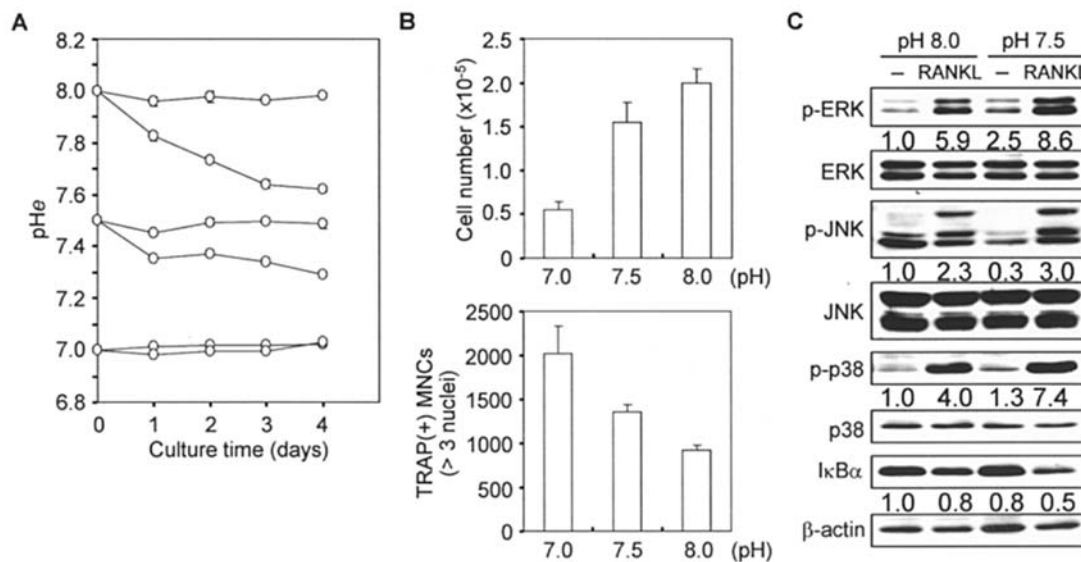 A
8.2
8.0
7.8
7.6
7.4
7.2
7.0
6.8
pHe
0 1 2 3 4
Culture time (days)
B
2.5
2.0
1.5
1.0
0.5
0
Cell number (x10-5)
7.0 7.5 8.0 (pH)
2500
2000
1500
1000
500
0
TRAP(+) MNCs
(> 3 nuclei)
7.0 7.5 8.0 (pH)
C
pH 8.0 pH 7.5
– RANKL – RANKL
p-ERK
1.0 5.9 2.5 8.6
ERK
p-JNK
1.0 2.3 0.3 3.0
JNK
p-p38
1.0 4.0 1.3 7.4
p38
IκBα
1.0 0.8 0.8 0.5
β-actin